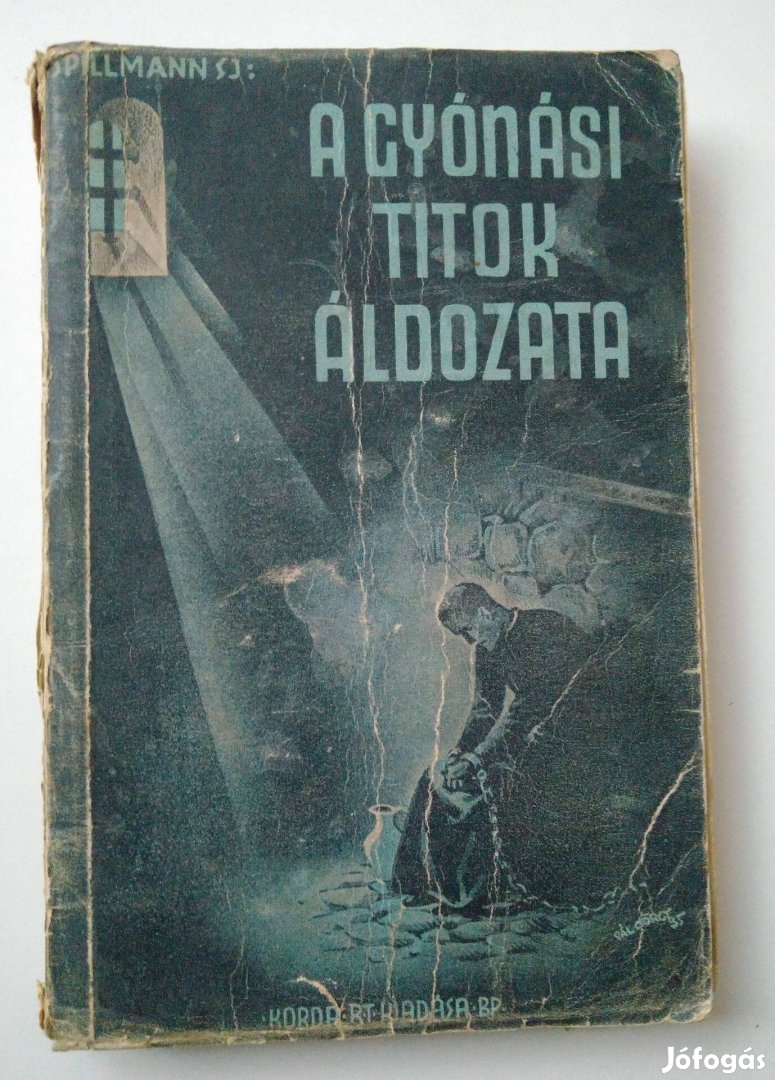 SPILLMANN SJ:
A GYÓNÁSI
TITOK
ÁLDOZATA
·KORDA·RT·KIADÁSA·BP·
Jófogás